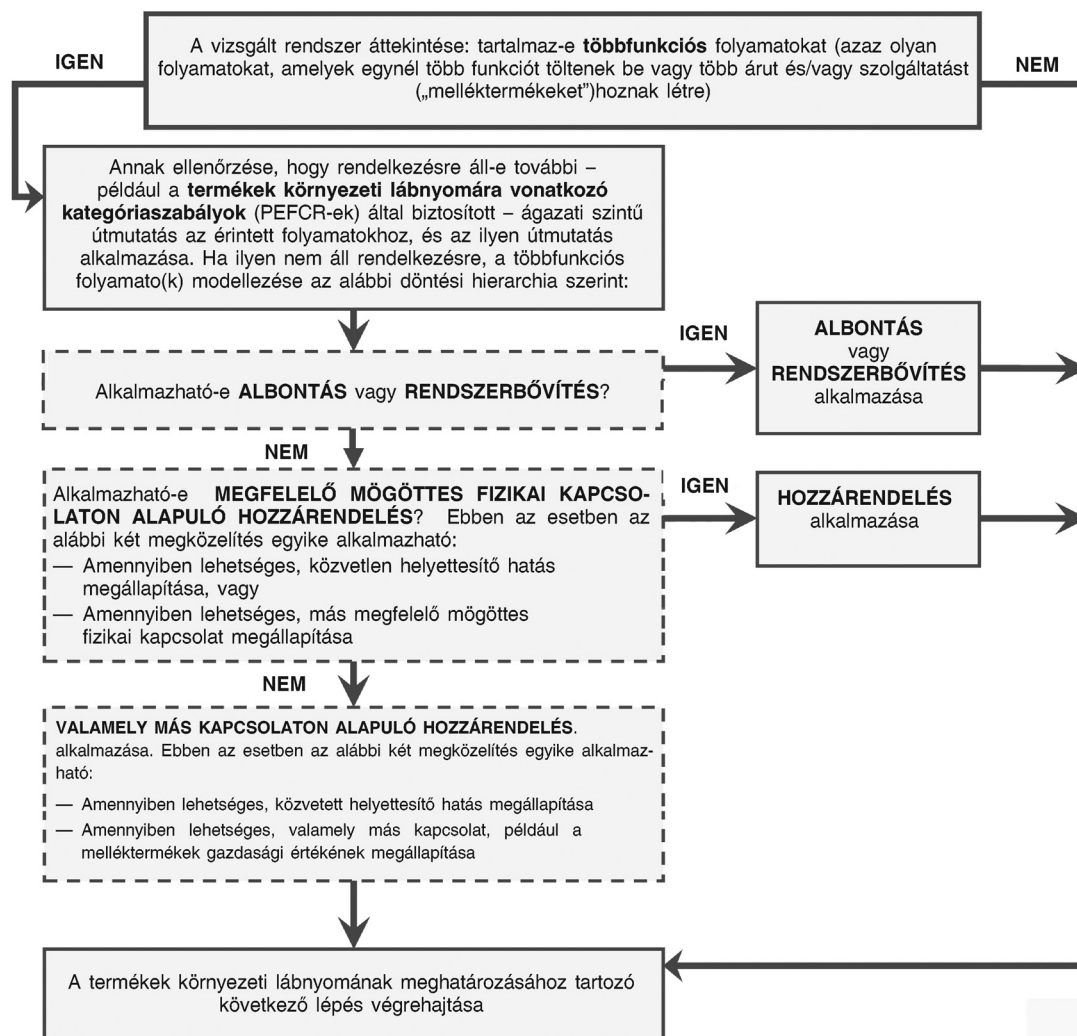 A vizsgált rendszer áttekintése: tartalmaz-e többfunkciós folyamatokat (azaz olyan
folyamatokat, amelyek egynél több funkciót töltenek be vagy több árut és/vagy szolgáltatást
(„melléktermékeket”)hoznak létre)
IGEN
NEM
Annak ellenőrzése, hogy rendelkezésre áll-e további –
például a termékek környezeti lábnyomára vonatkozó
kategóriaszabályok (PEFCR-ek) által biztosított – ágazati szintű
útmutatás az érintett folyamatokhoz, és az ilyen útmutatás
alkalmazása. Ha ilyen nem áll rendelkezésre, a többfunkciós
folyamato(k) modellezése az alábbi döntési hierarchia szerint:
Alkalmazható-e ALBONTÁS vagy RENDSZERBŐVÍTÉS?
IGEN
ALBONTÁS
vagy
RENDSZERBŐVÍTÉS
alkalmazása
NEM
Alkalmazható-e MEGFELELŐ MÖGÖTTES FIZIKAI KAPCSO-
LATON ALAPULÓ HOZZÁRENDELÉS? Ebben az esetben az
alábbi két megközelítés egyike alkalmazható:
— Amennyiben lehetséges, közvetlen helyettesítő hatás
megállapítása, vagy
— Amennyiben lehetséges, más megfelelő mögöttes
fizikai kapcsolat megállapítása
IGEN
HOZZÁRENDELÉS
alkalmazása
NEM
VALAMELY MÁS KAPCSOLATON ALAPULÓ HOZZÁRENDELÉS.
alkalmazása. Ebben az esetben az alábbi két megközelítés egyike alkalmaz-
ható:
— Amennyiben lehetséges, közvetett helyettesítő hatás megállapítása
— Amennyiben lehetséges, valamely más kapcsolat, például a
melléktermékek gazdasági értékének megállapítása
A termékek környezeti lábnyomának meghatározásához tartozó
következő lépés végrehajtása